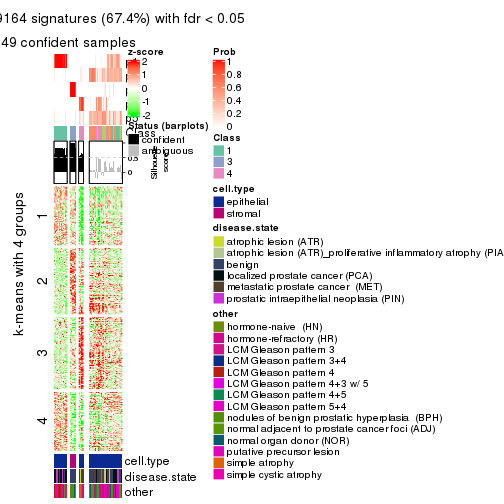 9164 signatures (67.4%) with fdr < 0.05
49 confident samples
z-score
2
1
0
-1
-2
Prob
1
0.8
0.6
0.4
0.2
0
Status (barplots)
confident
ambiguous
Class
Class
1
3
4
0.5
0
Silhouette score
k-means with 4 groups
1
2
3
4
cell.type
epithelial
stromal
disease.state
atrophic lesion (ATR)
atrophic lesion (ATR)_proliferative inflammatory atrophy (PIA
benign
localized prostate cancer (PCA)
metastatic prostate cancer (MET)
prostatic intraepithelial neoplasia (PIN)
other
hormone-naive (HN)
hormone-refractory (HR)
LCM Gleason pattern 3
LCM Gleason pattern 3+4
LCM Gleason pattern 4
LCM Gleason pattern 4+3 w/ 5
LCM Gleason pattern 4+5
LCM Gleason pattern 5+4
nodules of benign prostatic hyperplasia (BPH)
normal adjacent to prostate cancer foci (ADJ)
normal organ donor (NOR)
putative precursor lesion
simple atrophy
simple cystic atrophy
cell.type
disease.state
other